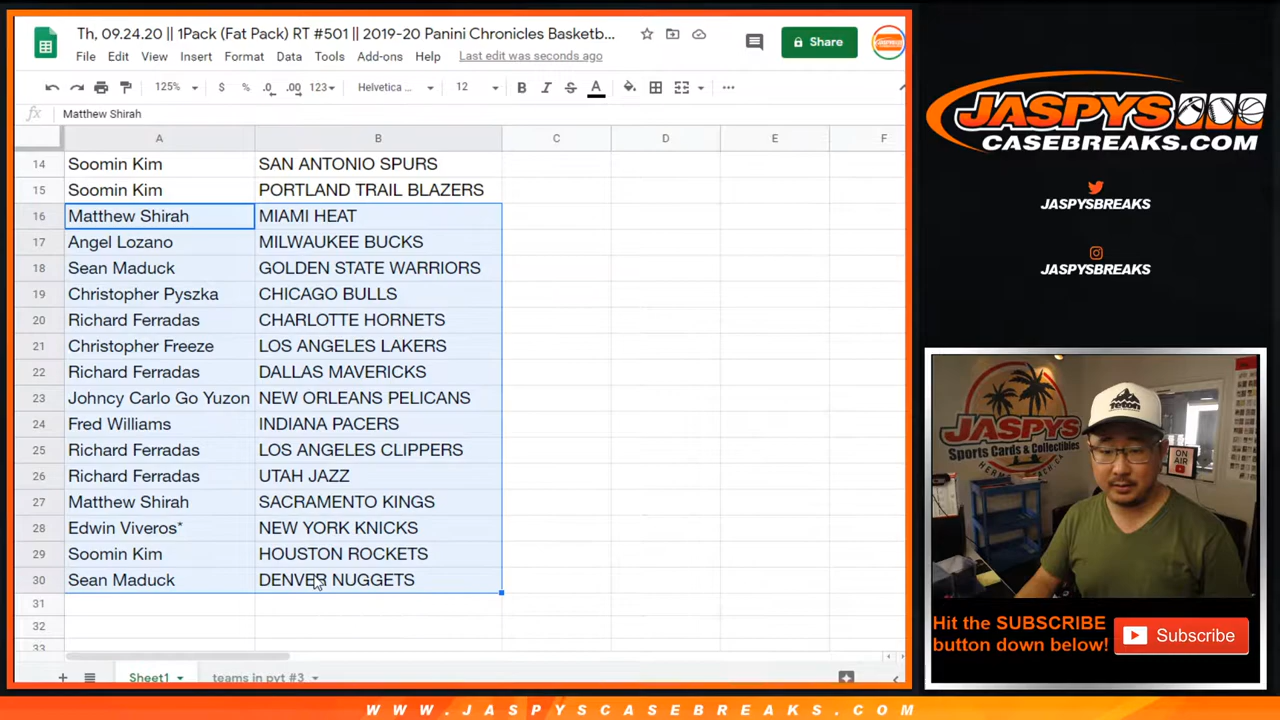 Th, 09.24.20 || 1Pack (Fat Pack) RT #501 || 2019-20 Panini Chronicles Basketb...
Share
File Edit View Insert Format Data Tools Add-ons Help Last edit was seconds ago
125% $ % .0 .00 123 Helvetica ... 12 B I S A ...
fx Matthew Shirah
A B C D E F
14 Soomin Kim SAN ANTONIO SPURS
15 Soomin Kim PORTLAND TRAIL BLAZERS
16 Matthew Shirah MIAMI HEAT
17 Angel Lozano MILWAUKEE BUCKS
18 Sean Maduck GOLDEN STATE WARRIORS
19 Christopher Pyszka CHICAGO BULLS
20 Richard Ferradas CHARLOTTE HORNETS
21 Christopher Freeze LOS ANGELES LAKERS
22 Richard Ferradas DALLAS MAVERICKS
23 Johncy Carlo Go Yuzon NEW ORLEANS PELICANS
24 Fred Williams INDIANA PACERS
25 Richard Ferradas LOS ANGELES CLIPPERS
26 Richard Ferradas UTAH JAZZ
27 Matthew Shirah SACRAMENTO KINGS
28 Edwin Viveros* NEW YORK KNICKS
29 Soomin Kim HOUSTON ROCKETS
30 Sean Maduck DENVER NUGGETS
31
32
33
Sheet1 teams in pyt #3
JASPYS
CASEBREAKS.COM
JASPYSBREAKS
JASPYSBREAKS
JASPYS
Sports Cards & Collectibles
ON
AIR
Hit the SUBSCRIBE
button down below!
Subscribe
WWW.JASPYSCASEBREAKS.COM